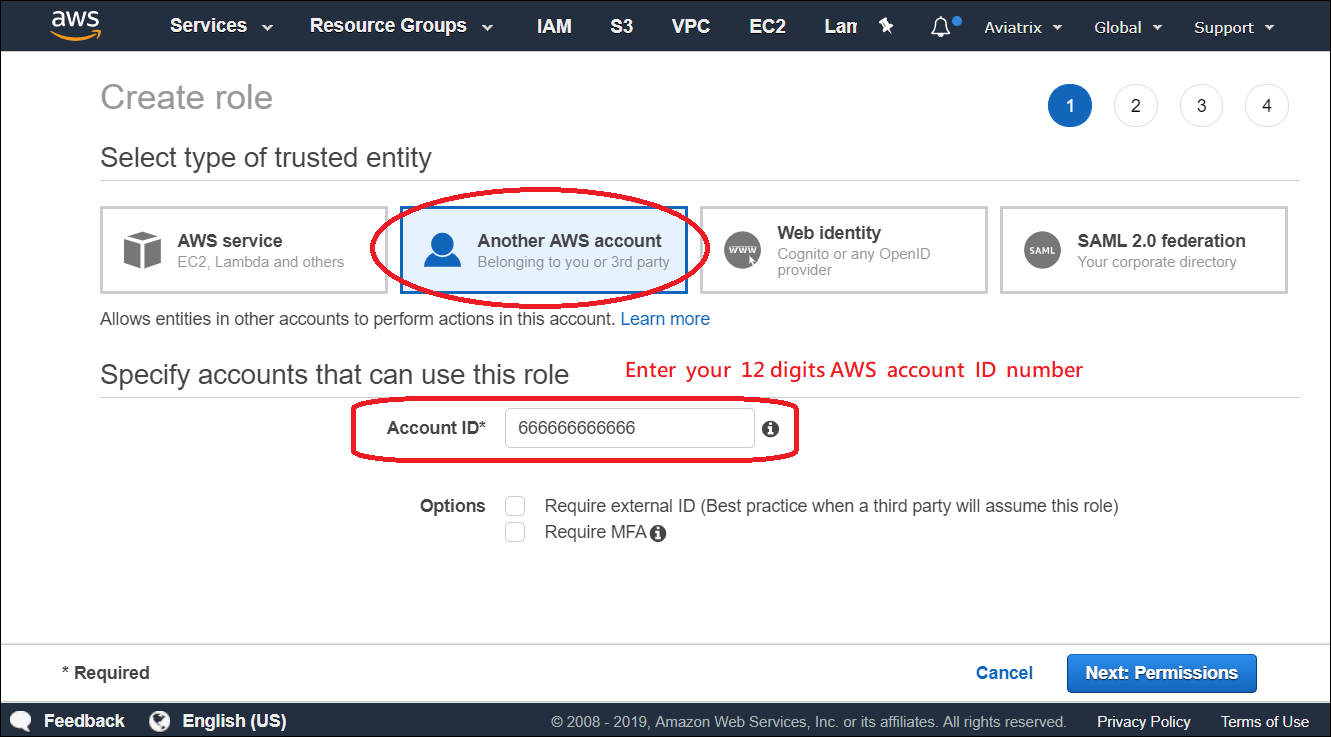 aws Services Resource Groups IAM S3 VPC EC2 Lam Aviatrix Global Support
Create role
1 2 3 4
Select type of trusted entity
AWS service
EC2, Lambda and others
Another AWS account
Belonging to you or 3rd party
www
Web identity
Cognito or any OpenID
provider
SAML
SAML 2.0 federation
Your corporate directory
Allows entities in other accounts to perform actions in this account. Learn more
Specify accounts that can use this role
Enter your 12 digits AWS account ID number
Account ID* 666666666666
Options Require external ID (Best practice when a third party will assume this role)
Require MFA
* Required Cancel Next: Permissions
Feedback English (US) © 2008 - 2019, Amazon Web Services, Inc. or its affiliates. All rights reserved. Privacy Policy Terms of Use